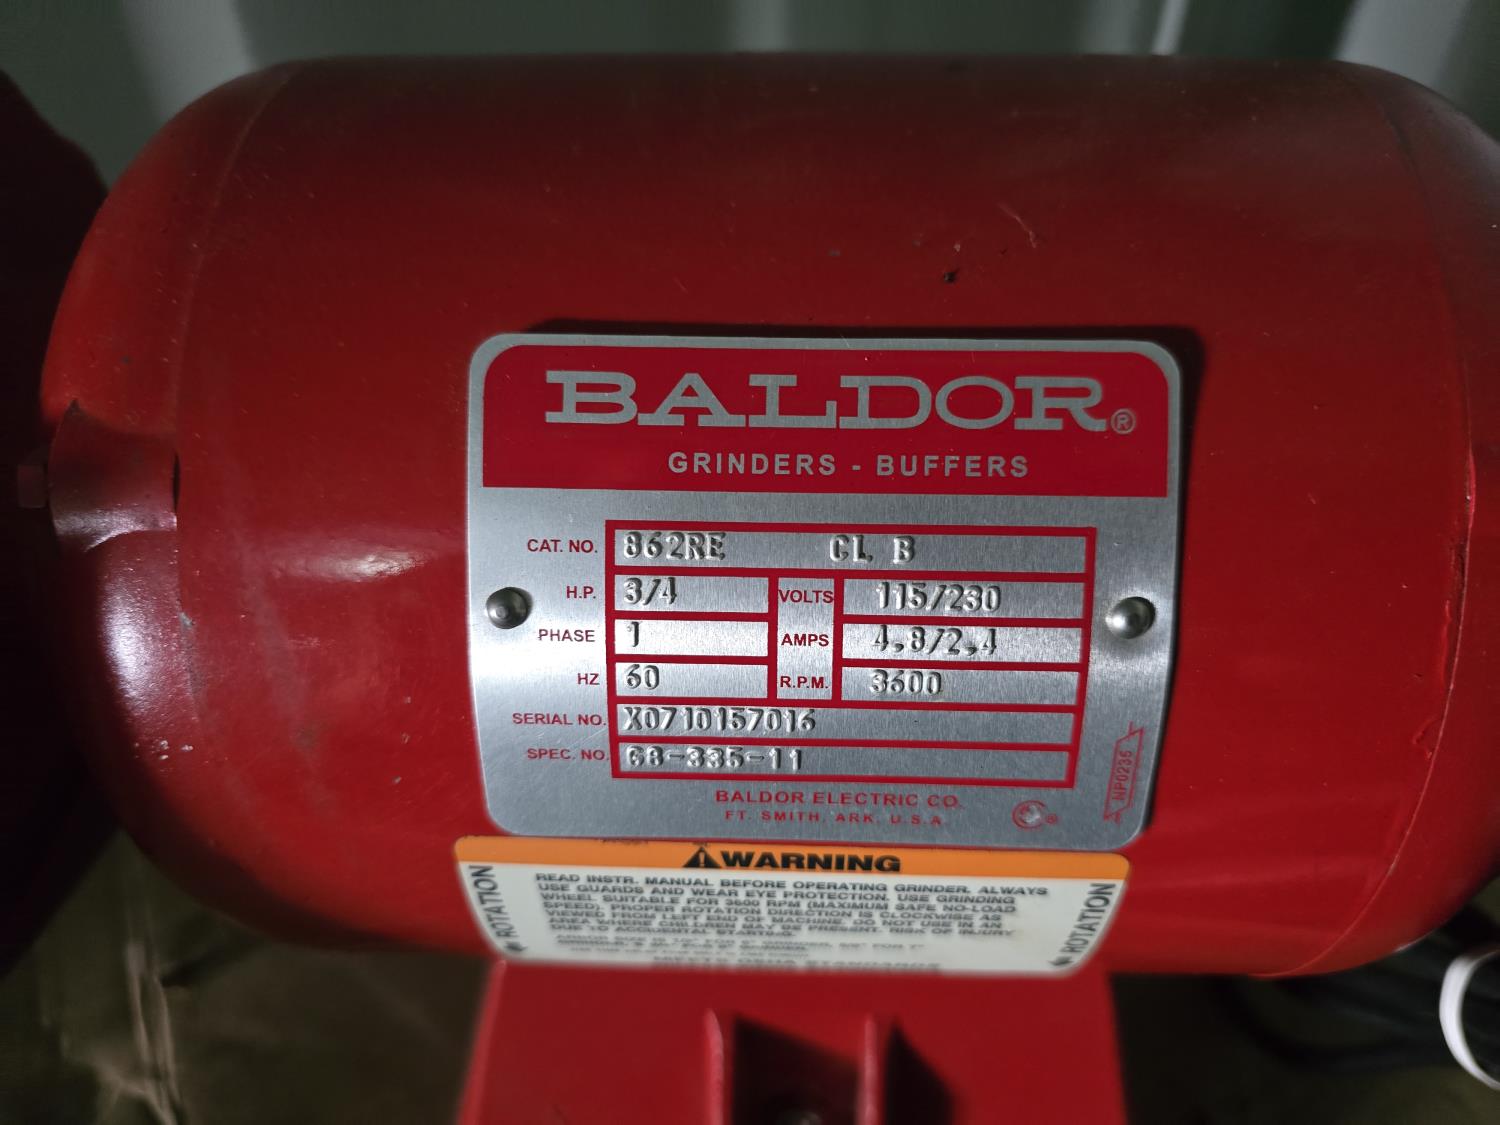 BALDOR®
GRINDERS - BUFFERS
CAT. NO. 862RE CL B
H.P. 3/4 VOLTS 115/230
PHASE 1 AMPS 4,8/2,4
HZ 60 R.P.M. 3600
SERIAL NO. X0710157016
SPEC. NO. G8-335-11
BALDOR ELECTRIC CO.
FT. SMITH, ARK. U.S.A.
NP0235
WARNING
READ INSTR. MANUAL BEFORE OPERATING GRINDER. ALWAYS
USE GUARDS AND WEAR EYE PROTECTION. USE GRINDING
WHEEL SUITABLE FOR 3600 RPM (MAXIMUM SAFE NO-LOAD
SPEED). PROPER ROTATION DIRECTION IS CLOCKWISE AS
VIEWED FROM LEFT END OF MACHINE. DO NOT USE IN AN
AREA WHERE CHILDREN MAY BE PRESENT. RISK OF INJURY
DUE TO ACCIDENTAL STARTING.
MEETS OSHA STANDARDS
ROTATION
ROTATION